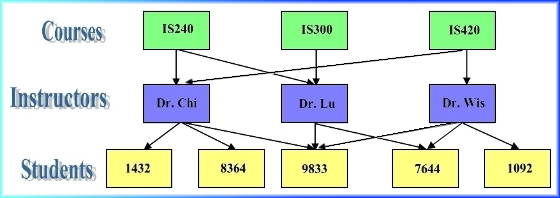 Courses IS240 IS300 IS420
Instructors Dr. Chi Dr. Lu Dr. Wis
Students 1432 8364 9833 7644 1092